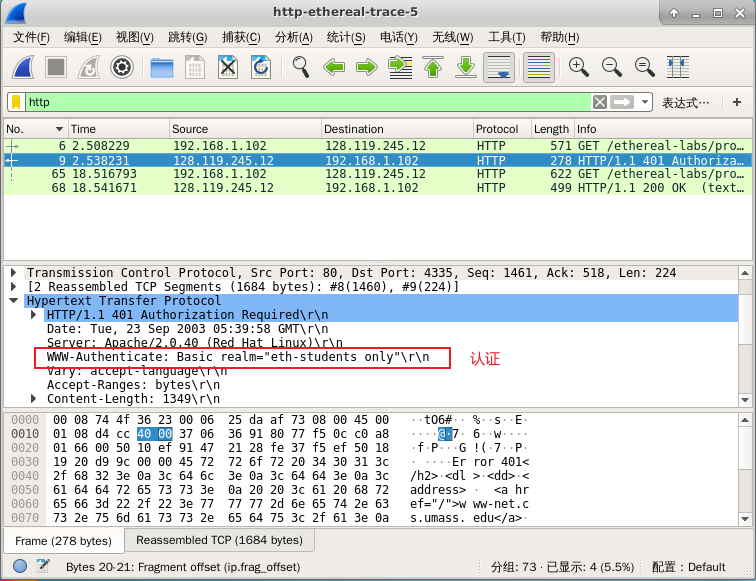 http-ethereal-trace-5
文件(F) 编辑(E) 视图(V) 跳转(G) 捕获(C) 分析(A) 统计(S) 电话(Y) 无线(W) 工具(T) 帮助(H)
http 表达式… +
No. Time Source Destination Protocol Length Info
6 2.508229 192.168.1.102 128.119.245.12 HTTP 571 GET /ethereal-labs/pro…
9 2.538231 128.119.245.12 192.168.1.102 HTTP 278 HTTP/1.1 401 Authoriza…
65 18.516793 192.168.1.102 128.119.245.12 HTTP 622 GET /ethereal-labs/pro…
68 18.541671 128.119.245.12 192.168.1.102 HTTP 499 HTTP/1.1 200 OK  (text…
Transmission Control Protocol, Src Port: 80, Dst Port: 4335, Seq: 1461, Ack: 518, Len: 224
[2 Reassembled TCP Segments (1684 bytes): #8(1460), #9(224)]
Hypertext Transfer Protocol
HTTP/1.1 401 Authorization Required\r\n
Date: Tue, 23 Sep 2003 05:39:58 GMT\r\n
Server: Apache/2.0.40 (Red Hat Linux)\r\n
WWW-Authenticate: Basic realm="eth-students only"\r\n 认证
Vary: accept-language\r\n
Accept-Ranges: bytes\r\n
Content-Length: 1349\r\n
0000 00 08 74 4f 36 23 00 06 25 da af 73 08 00 45 00 ··tO6#·· %··s··E·
0010 01 08 d4 cc 40 00 37 06 36 91 80 77 f5 0c c0 a8 ····@·7· 6··w····
0020 01 66 00 50 10 ef 91 47 21 28 fe 37 f5 ef 50 18 ·f·P···G !(·7··P·
0030 19 20 d9 9c 00 00 45 72 72 6f 72 20 34 30 31 3c · ····Er ror 401<
0040 2f 68 32 3e 0a 3c 64 6c 3e 0a 3c 64 64 3e 0a 3c /h2>·<dl >·<dd>·<
0050 61 64 64 72 65 73 73 3e 0a 20 20 3c 61 20 68 72 address> ·  <a hr
0060 65 66 3d 22 2f 22 3e 77 77 77 2d 6e 65 74 2e 63 ef="/">w ww-net.c
0070 73 2e 75 6d 61 73 73 2e 65 64 75 3c 2f 61 3e 0a s.umass. edu</a>·
Frame (278 bytes) Reassembled TCP (1684 bytes)
Bytes 20-21: Fragment offset (ip.frag_offset) 分组: 73 · 已显示: 4 (5.5%) 配置：Default